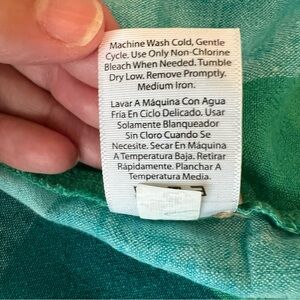 Machine Wash Cold, Gentle
Cycle. Use Only Non-Chlorine
Bleach When Needed. Tumble
Dry Low. Remove Promptly.
Medium Iron.
Lavar A Máquina Con Agua
Fria En Ciclo Delicado. Usar
Solamente Blanqueador
Sin Cloro Cuando Se
Necesite. Secar En Máquina
A Temperatura Baja. Retirar
Rápidamente. Planchar A
Temperatura Media.